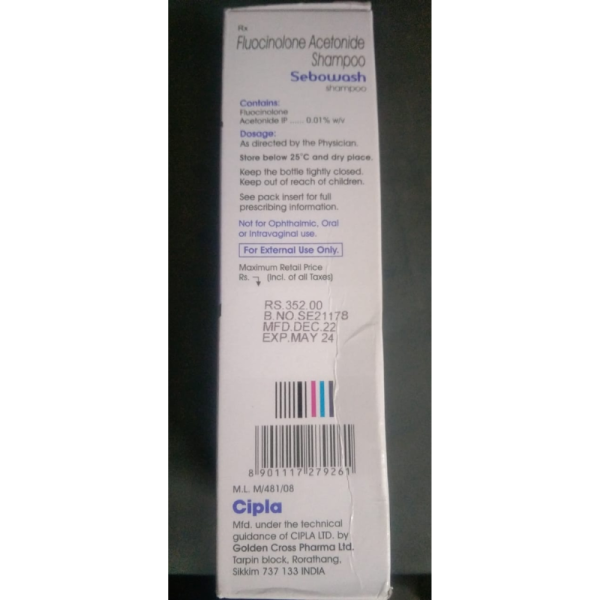 Rx
Fluocinolone Acetonide
Shampoo
Sebowash
shampoo
Contains:
Fluocinolone
Acetonide IP ...... 0.01% w/v
Dosage:
As directed by the Physician.
Store below 25°C and dry place.
Keep the bottle tightly closed.
Keep out of reach of children.
See pack insert for full
prescribing information.
Not for Ophthalmic, Oral
or Intravaginal use.
For External Use Only.
Maximum Retail Price
Rs. (Incl. of all Taxes)
RS.352.00
B.NO.SE21178
MFD.DEC.22
EXP.MAY 24
8 901117 279261
M.L. M/481/08
Cipla
Mfd. under the technical
guidance of CIPLA LTD. by
Golden Cross Pharma Ltd.
Tarpin block, Rorathang,
Sikkim 737 133 INDIA